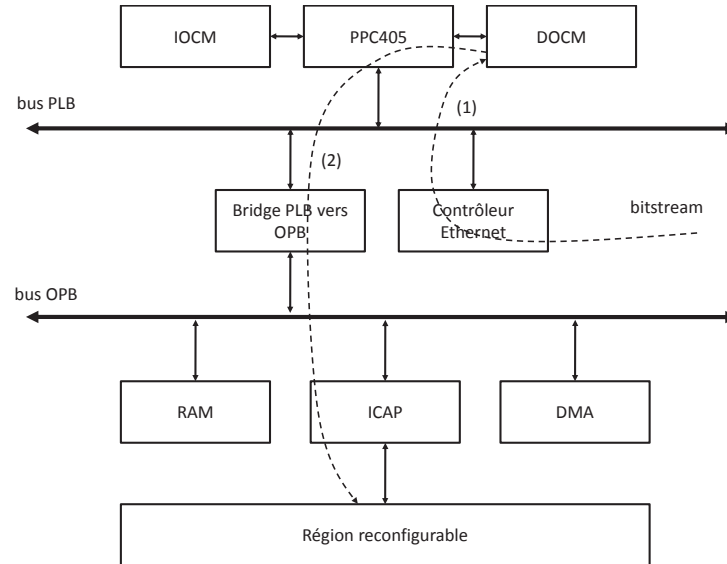 IOCM
PPC405
DOCM
bus PLB
(1)
(2)
Bridge PLB vers
OPB
Contrôleur
Ethernet
bitstream
bus OPB
RAM
ICAP
DMA
Région reconfigurable